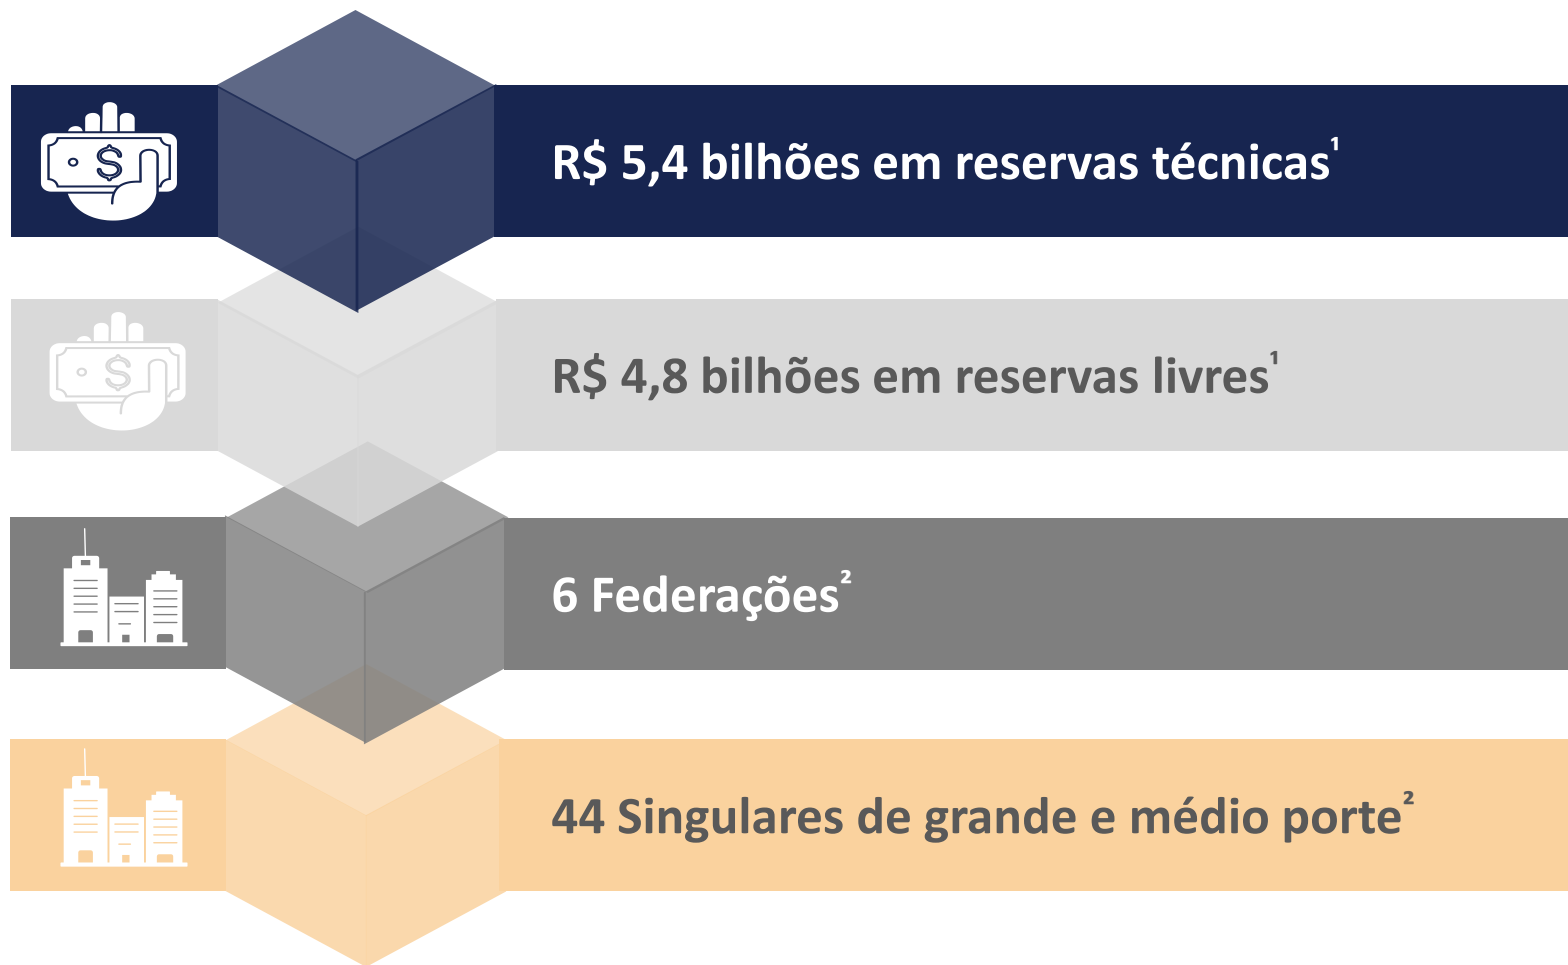 R$ 5,4 bilhões em reservas técnicas¹
R$ 4,8 bilhões em reservas livres¹
6 Federações²
44 Singulares de grande e médio porte²